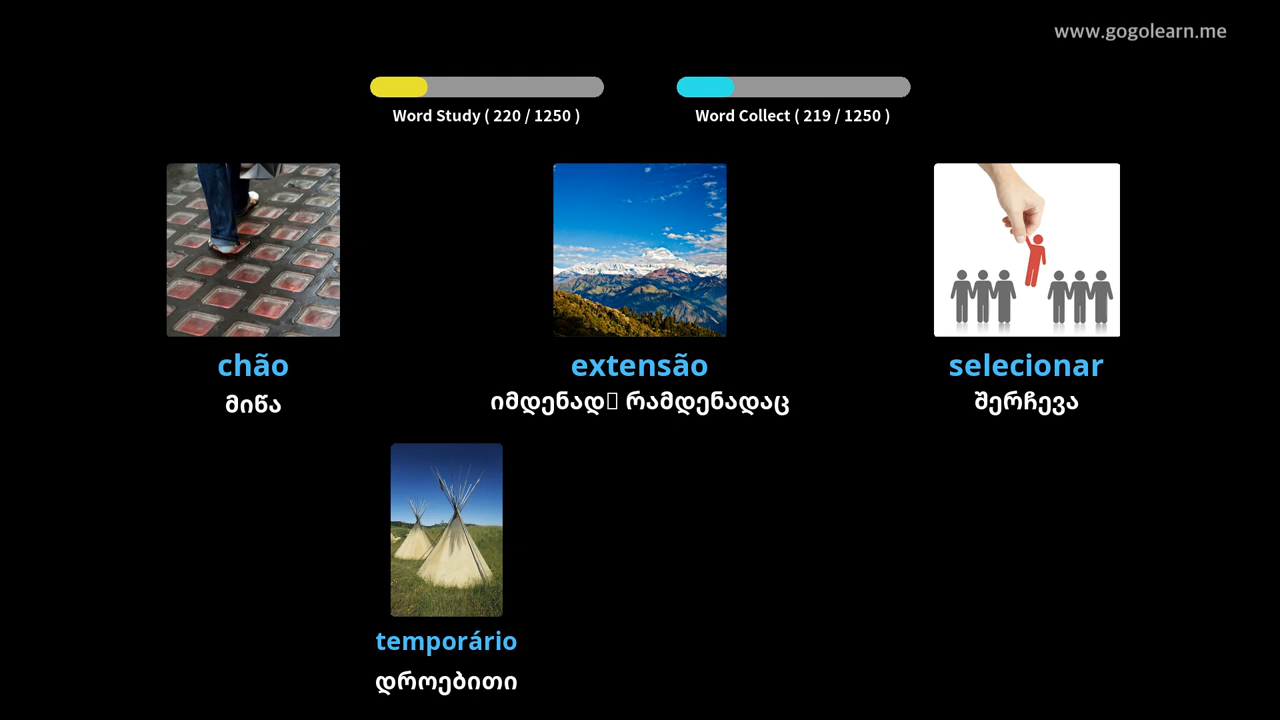 www.gogolearn.me
Word Study ( 220 / 1250 )
Word Collect ( 219 / 1250 )
chão
მიწა
extensão
იმდენად რამდენადაც
selecionar
შერჩევა
temporário
დროებითი